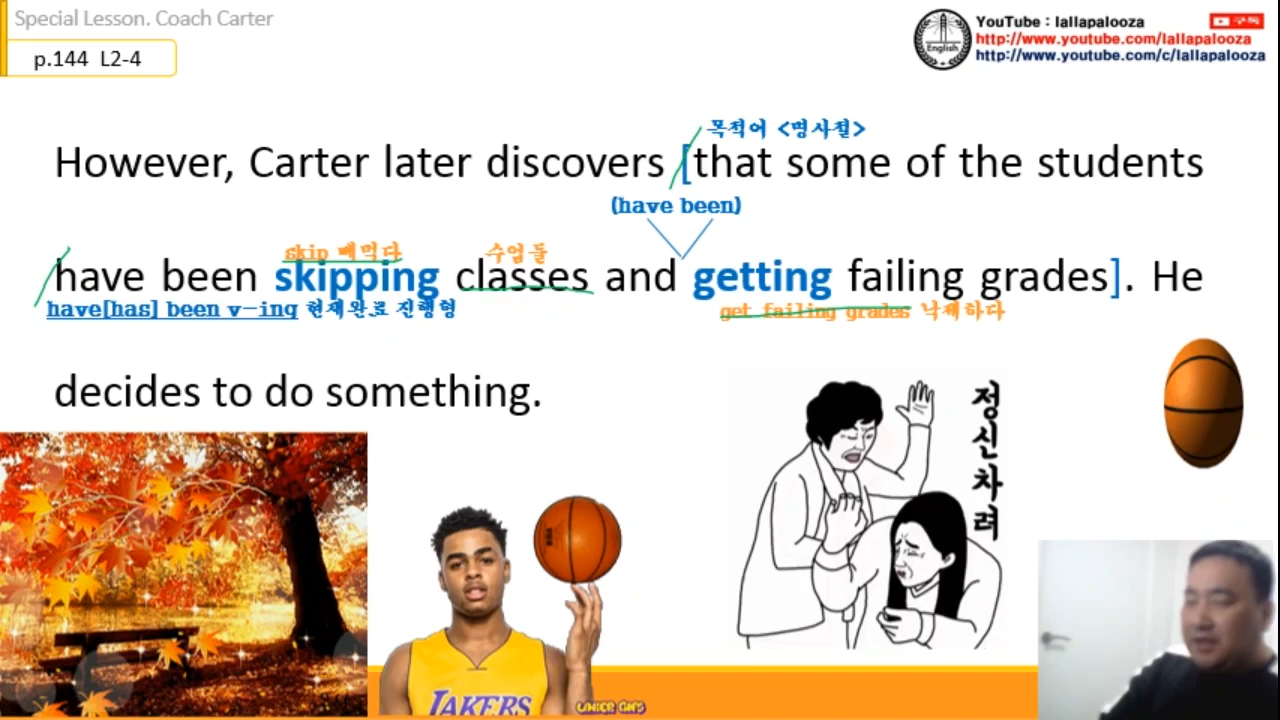 Special Lesson. Coach Carter
p.144 L2-4
English
YouTube : lallapalooza
구독
http://www.youtube.com/lallapalooza
http://www.youtube.com/c/lallapalooza
목적어 <명사절>
However, Carter later discovers [that some of the students
(have been)
skip 빼먹다 수업들
have been skipping classes and getting failing grades]. He
have[has] been v-ing 현재완료 진행형 get failing grades 낙제하다
decides to do something.
정신차려
LAKERS